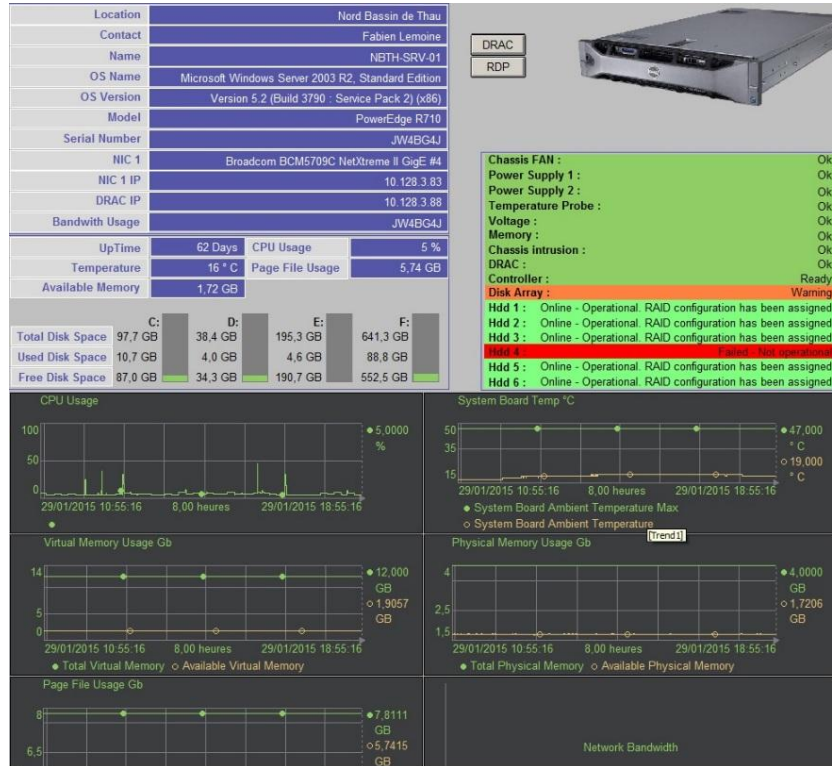 Location Nord Bassin de Thau
Contact Fabien Lemoine
Name NBTH-SRV-01
OS Name Microsoft Windows Server 2003 R2, Standard Edition
OS Version Version 5.2 (Build 3790 : Service Pack 2) (x86)
Model PowerEdge R710
Serial Number JW4BG4J
NIC 1 Broadcom BCM5709C NetXtreme II GigE #4
NIC 1 IP 10.128.3.83
DRAC IP 10.128.3.88
Bandwith Usage JW4BG4J
UpTime 62 Days CPU Usage 5 %
Temperature 16 ° C Page File Usage 5,74 GB
Available Memory 1,72 GB
C: D: E: F:
Total Disk Space 97,7 GB 38,4 GB 195,3 GB 641,3 GB
Used Disk Space 10,7 GB 4,0 GB 4,6 GB 88,8 GB
Free Disk Space 87,0 GB 34,3 GB 190,7 GB 552,5 GB
DRAC
RDP
Chassis FAN : Ok
Power Supply 1 : Ok
Power Supply 2 : Ok
Temperature Probe : Ok
Voltage : Ok
Memory : Ok
Chassis intrusion : Ok
DRAC : Ok
Controller : Ready
Disk Array : Warning
Hdd 1 : Online - Operational. RAID configuration has been assigned
Hdd 2 : Online - Operational. RAID configuration has been assigned
Hdd 3 : Online - Operational. RAID configuration has been assigned
Hdd 4 : Failed - Not operational
Hdd 5 : Online - Operational. RAID configuration has been assigned
Hdd 6 : Online - Operational. RAID configuration has been assigned
CPU Usage
100
50
0
5,0000
%
29/01/2015 10:55:16 8,00 heures 29/01/2015 18:55:16
System Board Temp °C
50
35
15
47,000
° C
19,000
° C
29/01/2015 10:55:16 8,00 heures 29/01/2015 18:55:16
System Board Ambient Temperature Max
System Board Ambient Temperature
[Trend1]
Virtual Memory Usage Gb
14
5
0
12,000
GB
1,9057
GB
29/01/2015 10:55:16 8,00 heures 29/01/2015 18:55:16
Total Virtual Memory Available Virtual Memory
Physical Memory Usage Gb
4
2,5
1,5
4,0000
GB
1,7206
GB
29/01/2015 10:55:16 8,00 heures 29/01/2015 18:55:16
Total Physical Memory Available Physical Memory
Page File Usage Gb
8
6,5
7,8111
GB
5,7415
GB
Network Bandwidth